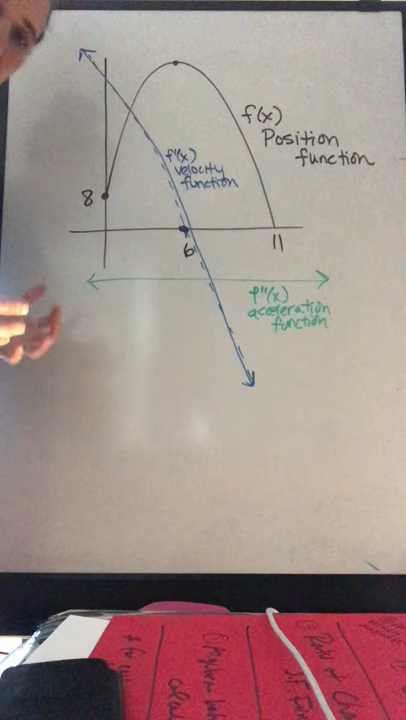 f(x)
Position
function
f'(x)
velocity
function
8
6
11
f"(x)
acceleration
function